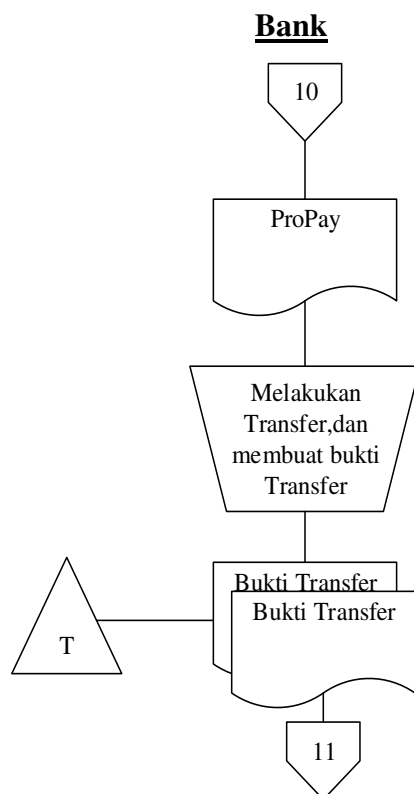 Bank
10
ProPay
Melakukan
Transfer,dan
membuat bukti
Transfer
Bukti Transfer
Bukti Transfer
T
11